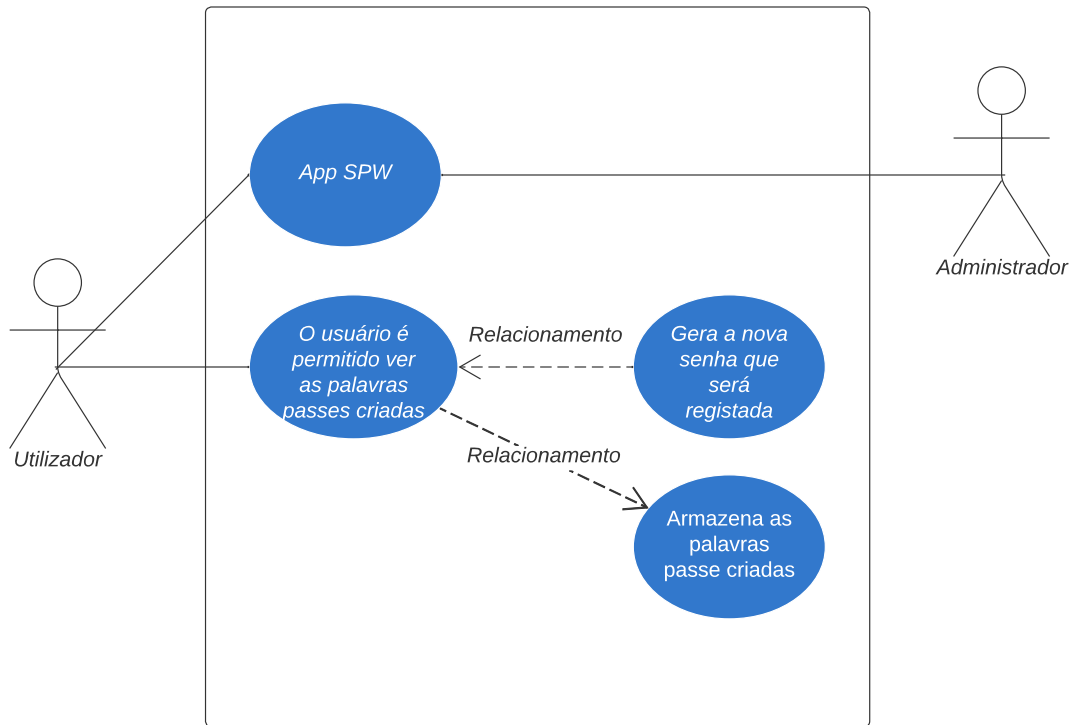 App SPW
Administrador
O usuário é
permitido ver
as palavras
passes criadas
Relacionamento
Gera a nova
senha que
será
registada
Utilizador
Relacionamento
Armazena as
palavras
passe criadas